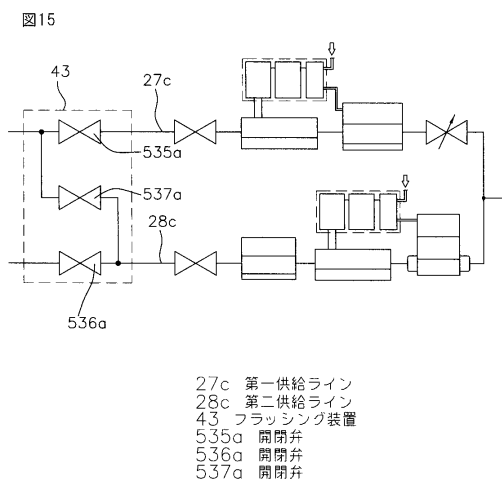 図15
43
27c
535a
537a
28c
536a
27c 第一供給ライン
28c 第二供給ライン
43 フラッシング装置
535a 開閉弁
536a 開閉弁
537a 開閉弁